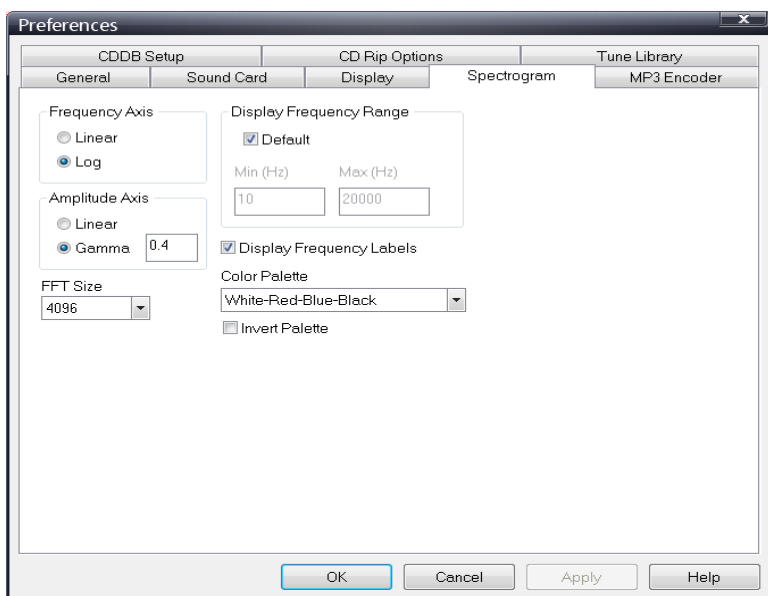 Preferences
CDDB Setup CD Rip Options Tune Library
General Sound Card Display Spectrogram MP3 Encoder
Frequency Axis
Linear
Log
Amplitude Axis
Linear
Gamma 0.4
FFT Size
4096
Display Frequency Range
Default
Min (Hz) Max (Hz)
10 20000
Display Frequency Labels
Color Palette
White-Red-Blue-Black
Invert Palette
OK Cancel Apply Help